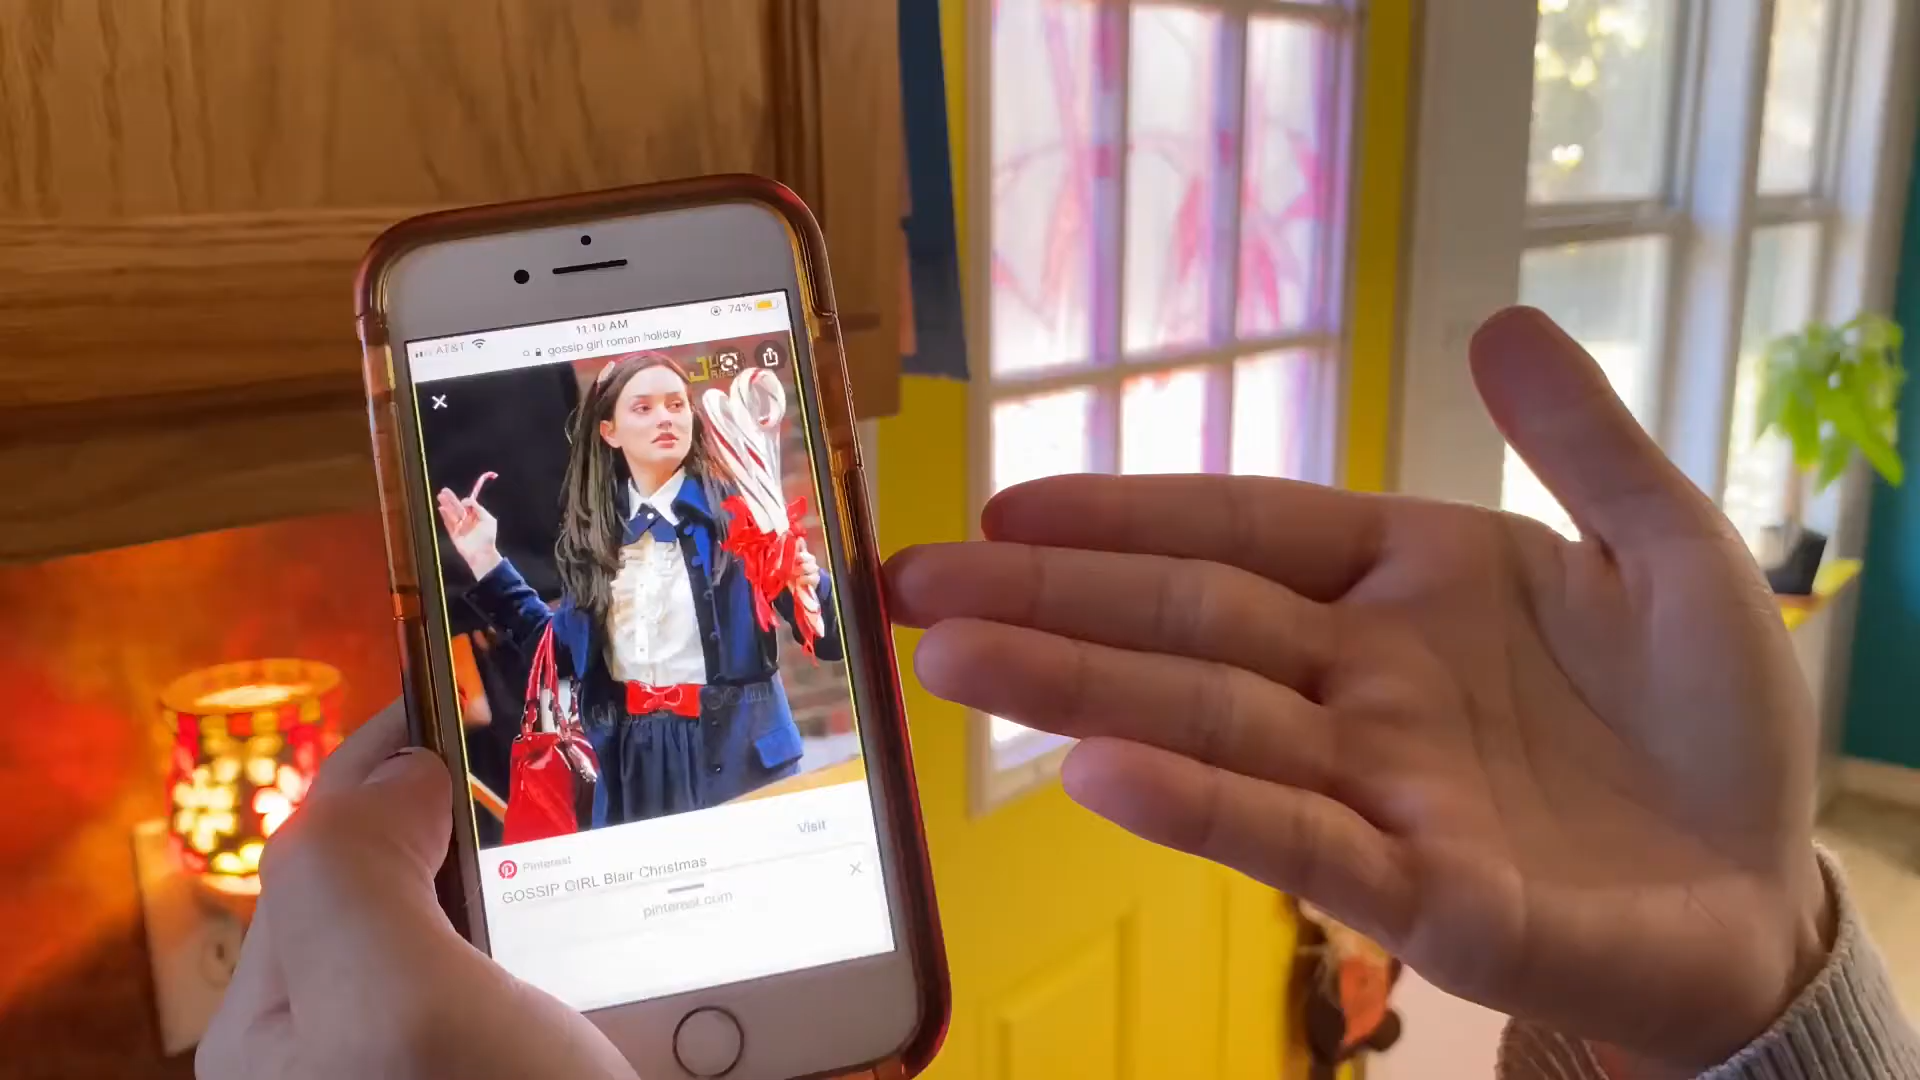 AT&T
11:10 AM
74%
gossip girl roman holiday
Visit
Pinterest
GOSSIP GIRL Blair Christmas
pinterest.com